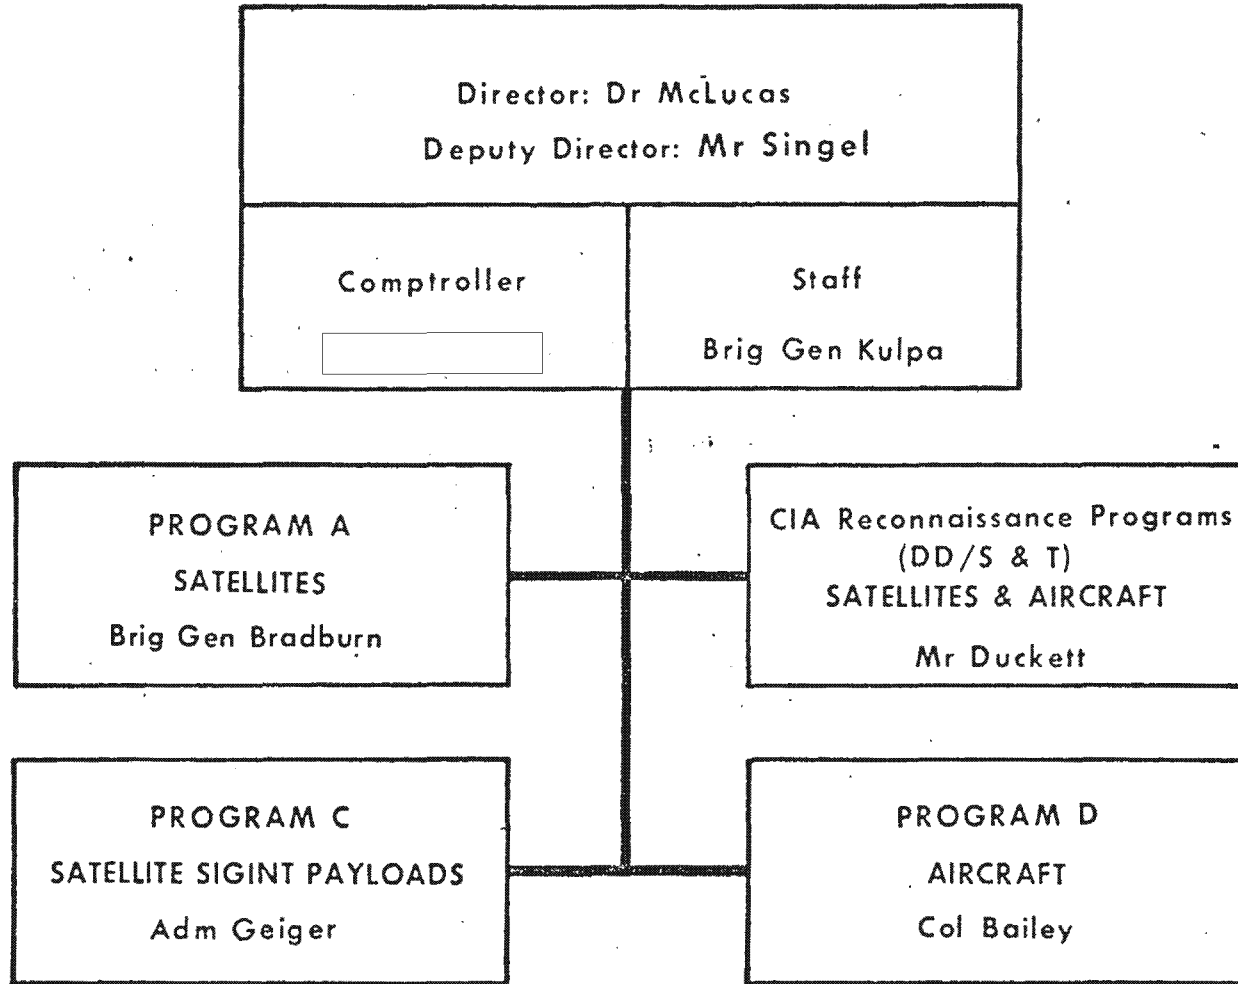 Director: Dr McLucas
Deputy Director: Mr Singel
Comptroller
Staff
Brig Gen Kulpa
PROGRAM A
SATELLITES
Brig Gen Bradburn
CIA Reconnaissance Programs
(DD/S & T)
SATELLITES & AIRCRAFT
Mr Duckett
PROGRAM C
SATELLITE SIGINT PAYLOADS
Adm Geiger
PROGRAM D
AIRCRAFT
Col Bailey